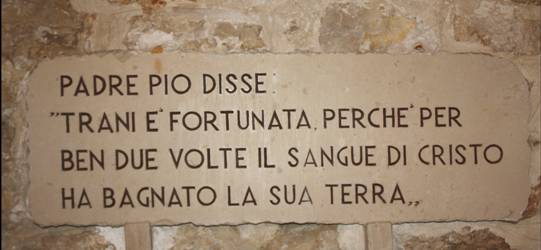 PADRE PIO DISSE:
"TRANI E' FORTUNATA, PERCHE' PER
BEN DUE VOLTE IL SANGUE DI CRISTO
HA BAGNATO LA SUA TERRA„